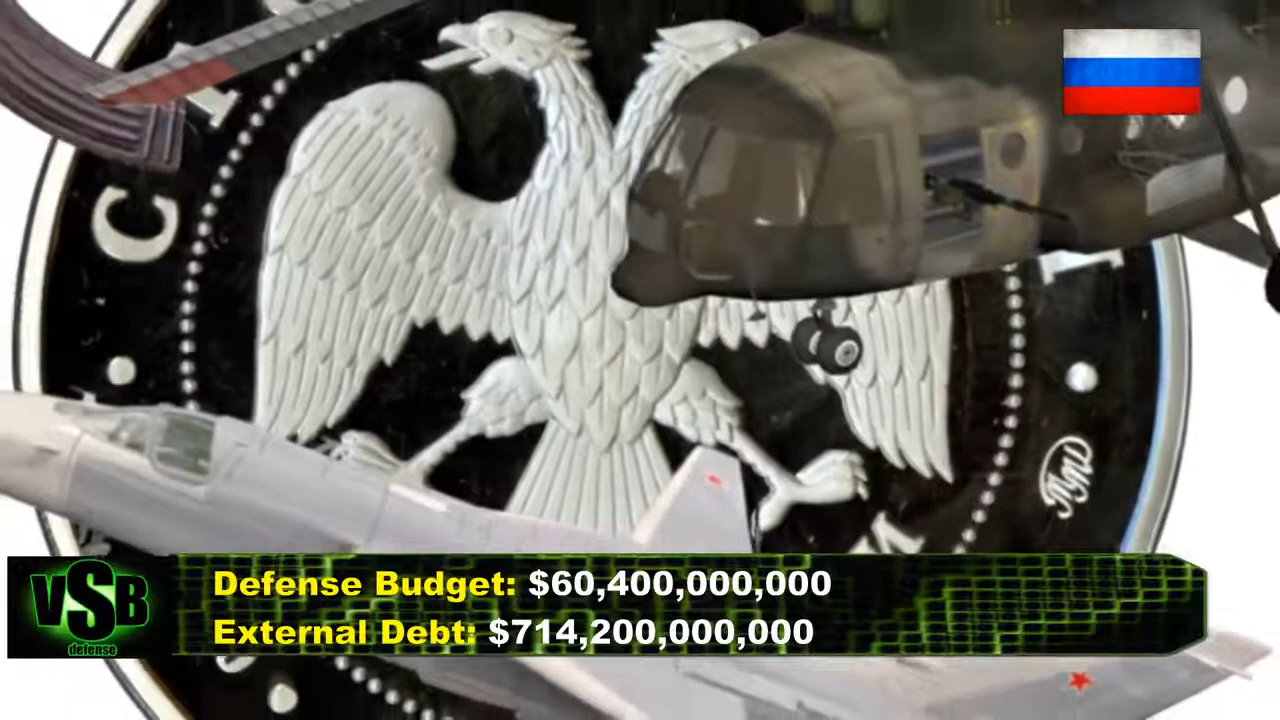 VSB
defense
Defense Budget: $60,400,000,000
External Debt: $714,200,000,000